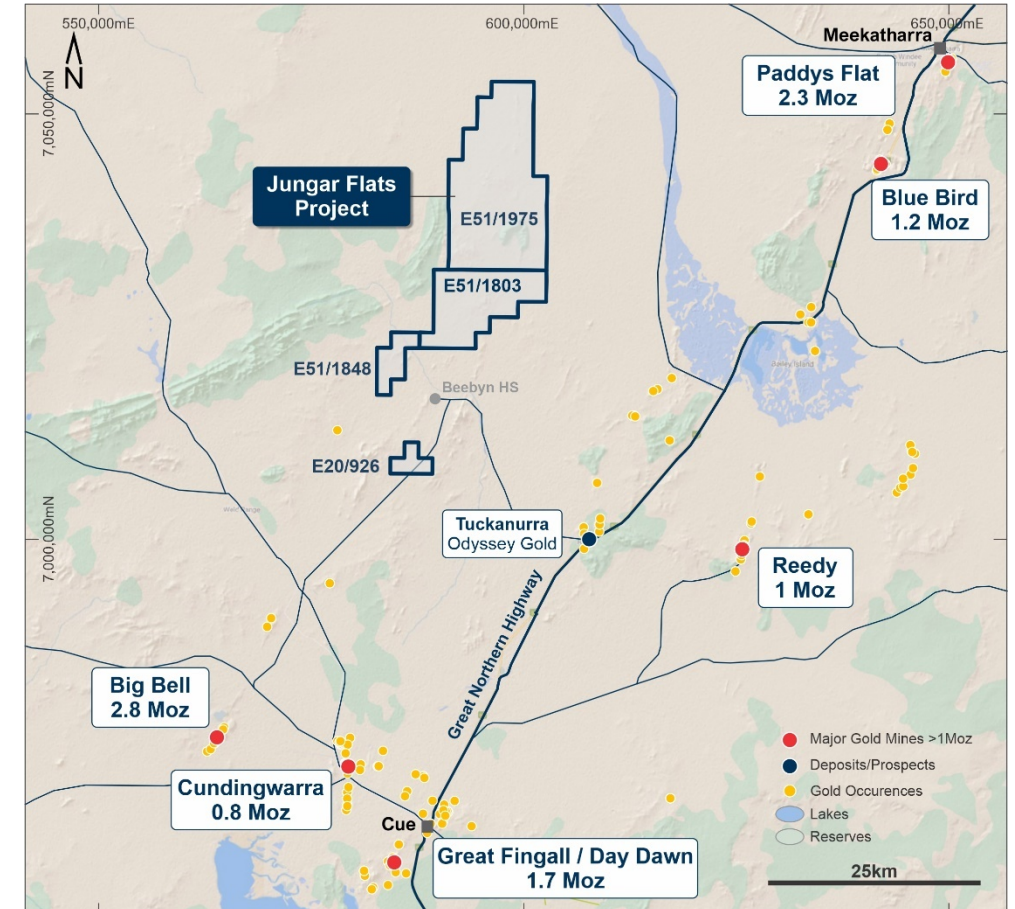 550,000mE
600,000mE
650,000mE
N
7,050,000mN
7,000,000mN
Meekatharra
Paddys Flat
2.3 Moz
Blue Bird
1.2 Moz
Jungar Flats
Project
E51/1975
E51/1803
E51/1848
Beebyn HS
E20/926
Tuckanurra
Odyssey Gold
Reedy
1 Moz
Great Northern Highway
Weld Range
Big Bell
2.8 Moz
Cundingwarra
0.8 Moz
Cue
Great Fingall / Day Dawn
1.7 Moz
Major Gold Mines >1Moz
Deposits/Prospects
Gold Occurences
Lakes
Reserves
25km